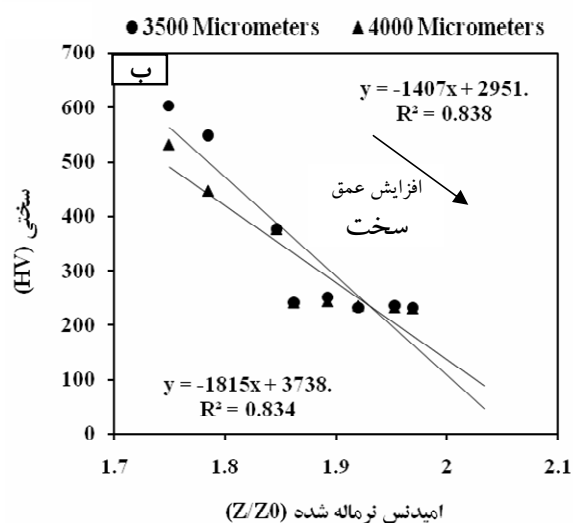 ● 3500 Micrometers ▲ 4000 Micrometers
ب
700
600
500
400
300
200
100
0
سختی (HV)
y = -1407x + 2951.
R² = 0.838
افزایش عمق
سخت
y = -1815x + 3738.
R² = 0.834
1.7 1.8 1.9 2 2.1
امپدنس نرماله شده (Z/Z0)